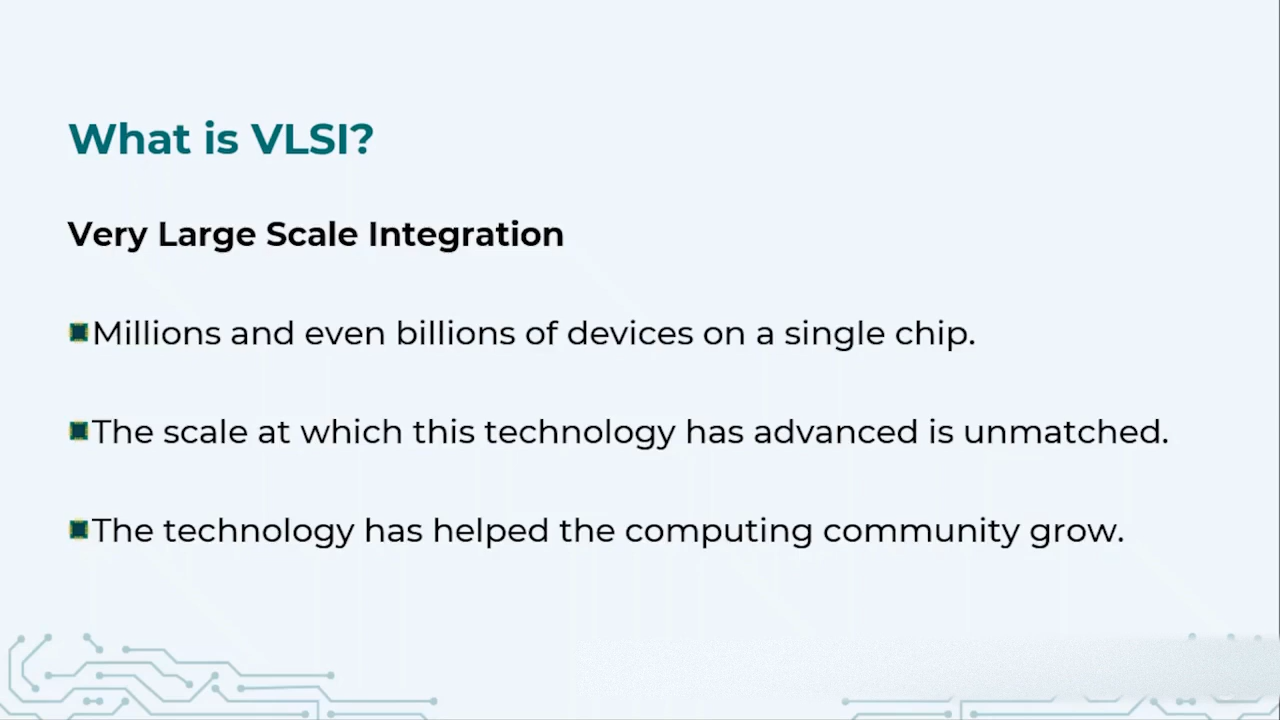 What is VLSI?
Very Large Scale Integration
Millions and even billions of devices on a single chip.
The scale at which this technology has advanced is unmatched.
The technology has helped the computing community grow.